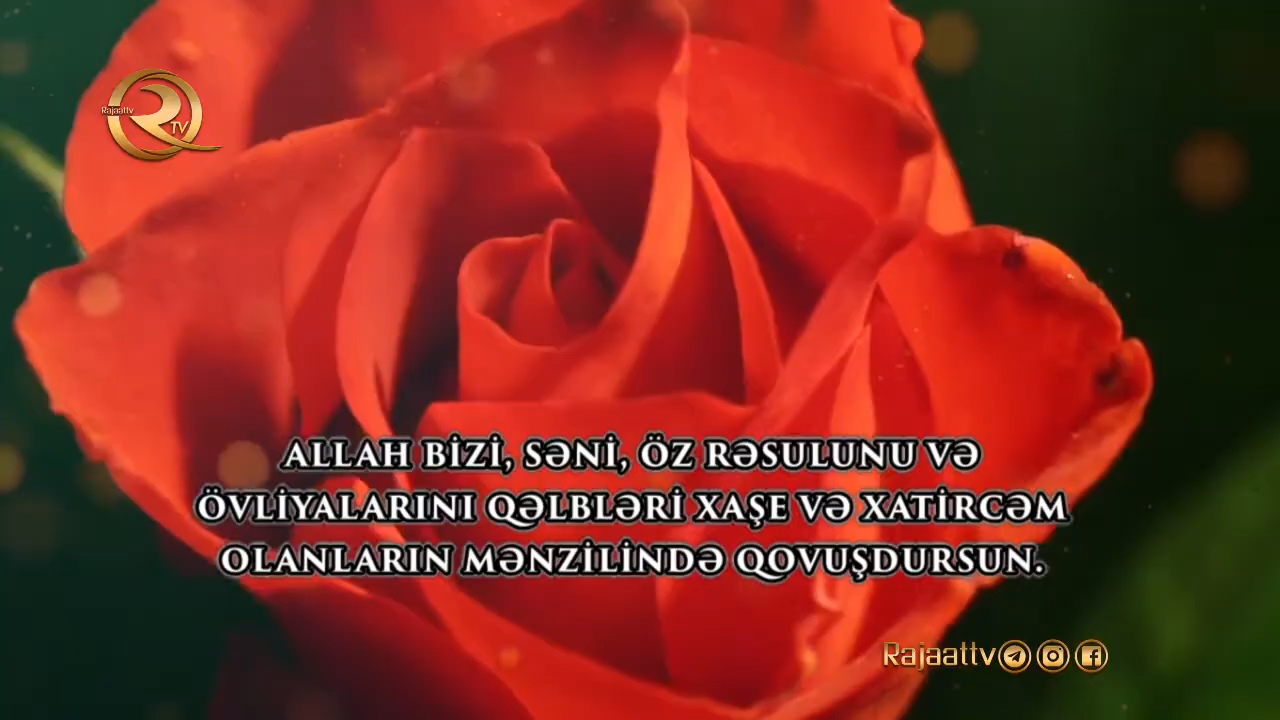 Rajaattv
TV
ALLAH BİZİ, SƏNİ, ÖZ RƏSULUNU VƏ
ÖVLİYALARINI QƏLBLƏRİ XAŞE VƏ XATİRCƏM
OLANLARIN MƏNZİLİNDƏ QOVUŞDURSUN.
Rajaattv